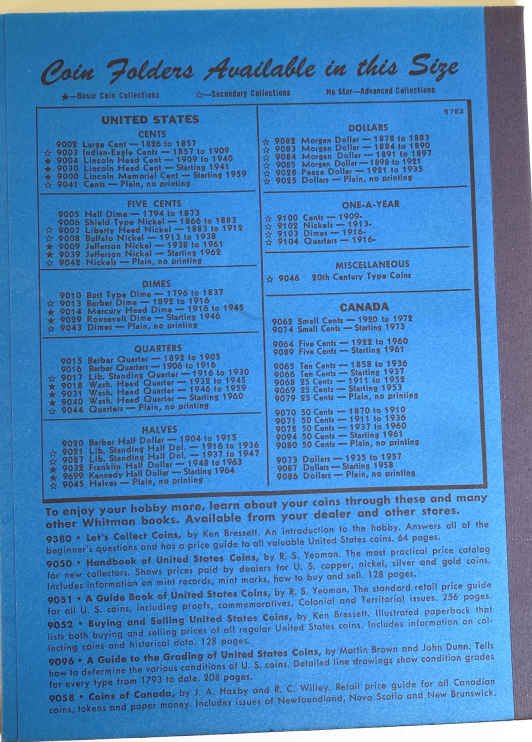 Coin Folders Available in this Size
★—Basic Coin Collections ☆—Secondary Collections No Star—Advanced Collections
UNITED STATES
CENTS
9002 Large Cent — 1826 to 1857
☆ 9003 Indian-Eagle Cents — 1857 to 1909
★ 9004 Lincoln Head Cent — 1909 to 1940
★ 9030 Lincoln Head Cent — Starting 1941
★ 9000 Lincoln Memorial Cent — Starting 1959
☆ 9041 Cents — Plain, no printing
FIVE CENTS
9005 Half Dime — 1794 to 1873
9006 Shield Type Nickel — 1866 to 1883
☆ 9007 Liberty Head Nickel — 1883 to 1912
☆ 9008 Buffalo Nickel — 1913 to 1938
★ 9009 Jefferson Nickel — 1938 to 1961
★ 9039 Jefferson Nickel — Starting 1962
☆ 9042 Nickels — Plain, no printing
DIMES
9010 Bust Type Dime — 1796 to 1837
☆ 9013 Barber Dime — 1892 to 1916
★ 9014 Mercury Head Dime — 1916 to 1945
★ 9029 Roosevelt Dime — Starting 1946
☆ 9043 Dimes — Plain, no printing
QUARTERS
9015 Barber Quarter — 1892 to 1905
9016 Barber Quarter — 1906 to 1916
☆ 9017 Lib. Standing Quarter — 1916 to 1930
★ 9018 Wash. Head Quarter — 1932 to 1945
★ 9031 Wash. Head Quarter — 1946 to 1959
★ 9040 Wash. Head Quarter — Starting 1960
☆ 9044 Quarters — Plain, no printing
HALVES
9020 Barber Half Dollar — 1904 to 1915
☆ 9021 Lib. Standing Half Dol. — 1916 to 1936
☆ 9027 Lib. Standing Half Dol. — 1937 to 1947
★ 9032 Franklin Half Dollar — 1948 to 1963
★ 9699 Kennedy Half Dollar — Starting 1964
☆ 9045 Halves — Plain, no printing
5783
DOLLARS
☆ 9082 Morgan Dollar — 1878 to 1883
☆ 9083 Morgan Dollar — 1884 to 1890
☆ 9084 Morgan Dollar — 1891 to 1897
☆ 9085 Morgan Dollar — 1898 to 1921
☆ 9026 Peace Dollar — 1921 to 1935
☆ 9025 Dollars — Plain, no printing
ONE-A-YEAR
☆ 9100 Cents — 1909-
☆ 9102 Nickels — 1913-
☆ 9103 Dimes — 1916-
☆ 9104 Quarters — 1916-
MISCELLANEOUS
☆ 9046 20th Century Type Coins
CANADA
9062 Small Cents — 1920 to 1972
9074 Small Cents — Starting 1973
9064 Five Cents — 1922 to 1960
9089 Five Cents — Starting 1961
9065 Ten Cents — 1858 to 1936
9066 Ten Cents — Starting 1937
9068 25 Cents — 1911 to 1952
9069 25 Cents — Starting 1953
9079 25 Cents — Plain, no printing
9070 50 Cents — 1870 to 1910
9071 50 Cents — 1911 to 1936
9072 50 Cents — 1937 to 1960
9094 50 Cents — Starting 1961
9080 50 Cents — Plain, no printing
9073 Dollars — 1935 to 1957
9087 Dollars — Starting 1958
9086 Dollars — Plain, no printing
To enjoy your hobby more, learn about your coins through these and many
other Whitman books. Available from your dealer and other stores.
9380 • Let's Collect Coins, by Ken Bressett. An introduction to the hobby. Answers all of the
beginner's questions and has a price guide to all valuable United States coins. 64 pages.
9050 • Handbook of United States Coins, by R. S. Yeoman. The most practical price catalog
for new collectors. Shows prices paid by dealers for U. S. copper, nickel, silver and gold coins.
Includes information on mint records, mint marks, how to buy and sell. 128 pages.
9051 • A Guide Book of United States Coins, by R. S. Yeoman. The standard retail price guide
for all U. S. coins, including proofs, commemoratives, Colonial and Territorial issues. 256 pages.
9052 • Buying and Selling United States Coins, by Ken Bressett. Illustrated paperback that
lists both buying and selling prices of all regular United States coins. Includes information on col-
lecting coins and historical data. 128 pages.
9096 • A Guide to the Grading of United States Coins, by Martin Brown and John Dunn. Tells
how to determine the various conditions of U. S. coins. Detailed line drawings show condition grades
for every type from 1793 to date. 208 pages.
9058 • Coins of Canada, by J. A. Haxby and R. C. Willey. Retail price guide for all Canadian
coins, tokens and paper money. Includes issues of Newfoundland, Nova Scotia and New Brunswick.